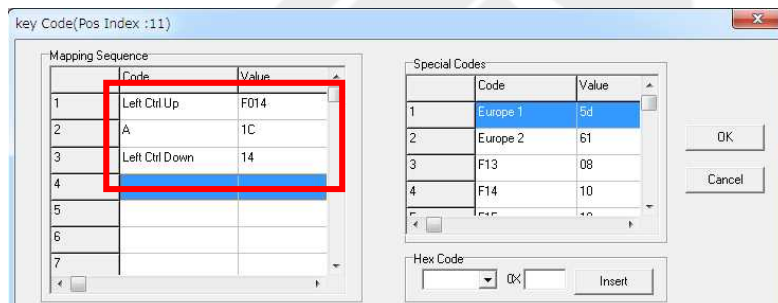 key Code(Pos Index :11)
Mapping Sequence
Code Value
1 Left Ctrl Up F014
2 A 1C
3 Left Ctrl Down 14
4
5
6
7
Special Codes
Code Value
1 Europe 1 5d
2 Europe 2 61
3 F13 08
4 F14 10
OK
Cancel
Hex Code
0X
Insert